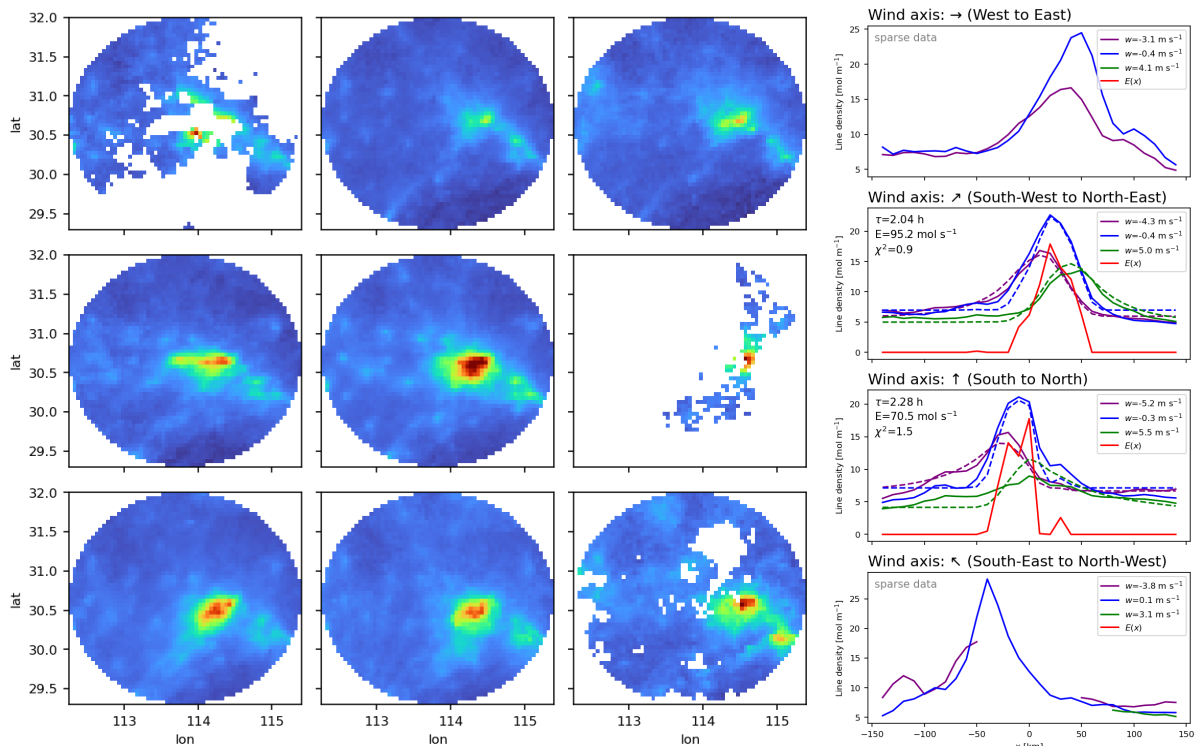 32.0
31.5
31.0
30.5
30.0
29.5
lat
32.0
31.5
31.0
30.5
30.0
29.5
lat
32.0
31.5
31.0
30.5
30.0
29.5
lat
113 114 115
lon
113 114 115
lon
113 114 115
lon
Wind axis: → (West to East)
sparse data
w=-3.1 m s⁻¹
w=-0.4 m s⁻¹
w=4.1 m s⁻¹
E(x)
25
20
15
10
5
Line density [mol m⁻¹]
Wind axis: ↗ (South-West to North-East)
τ=2.04 h
E=95.2 mol s⁻¹
χ²=0.9
w=-4.3 m s⁻¹
w=-0.4 m s⁻¹
w=5.0 m s⁻¹
E(x)
20
15
10
5
0
Line density [mol m⁻¹]
Wind axis: ↑ (South to North)
τ=2.28 h
E=70.5 mol s⁻¹
χ²=1.5
w=-5.2 m s⁻¹
w=-0.3 m s⁻¹
w=5.5 m s⁻¹
E(x)
20
15
10
5
0
Line density [mol m⁻¹]
Wind axis: ↖ (South-East to North-West)
sparse data
w=-3.8 m s⁻¹
w=0.1 m s⁻¹
w=3.1 m s⁻¹
E(x)
25
20
15
10
5
Line density [mol m⁻¹]
−150 −100 −50 0 50 100 150